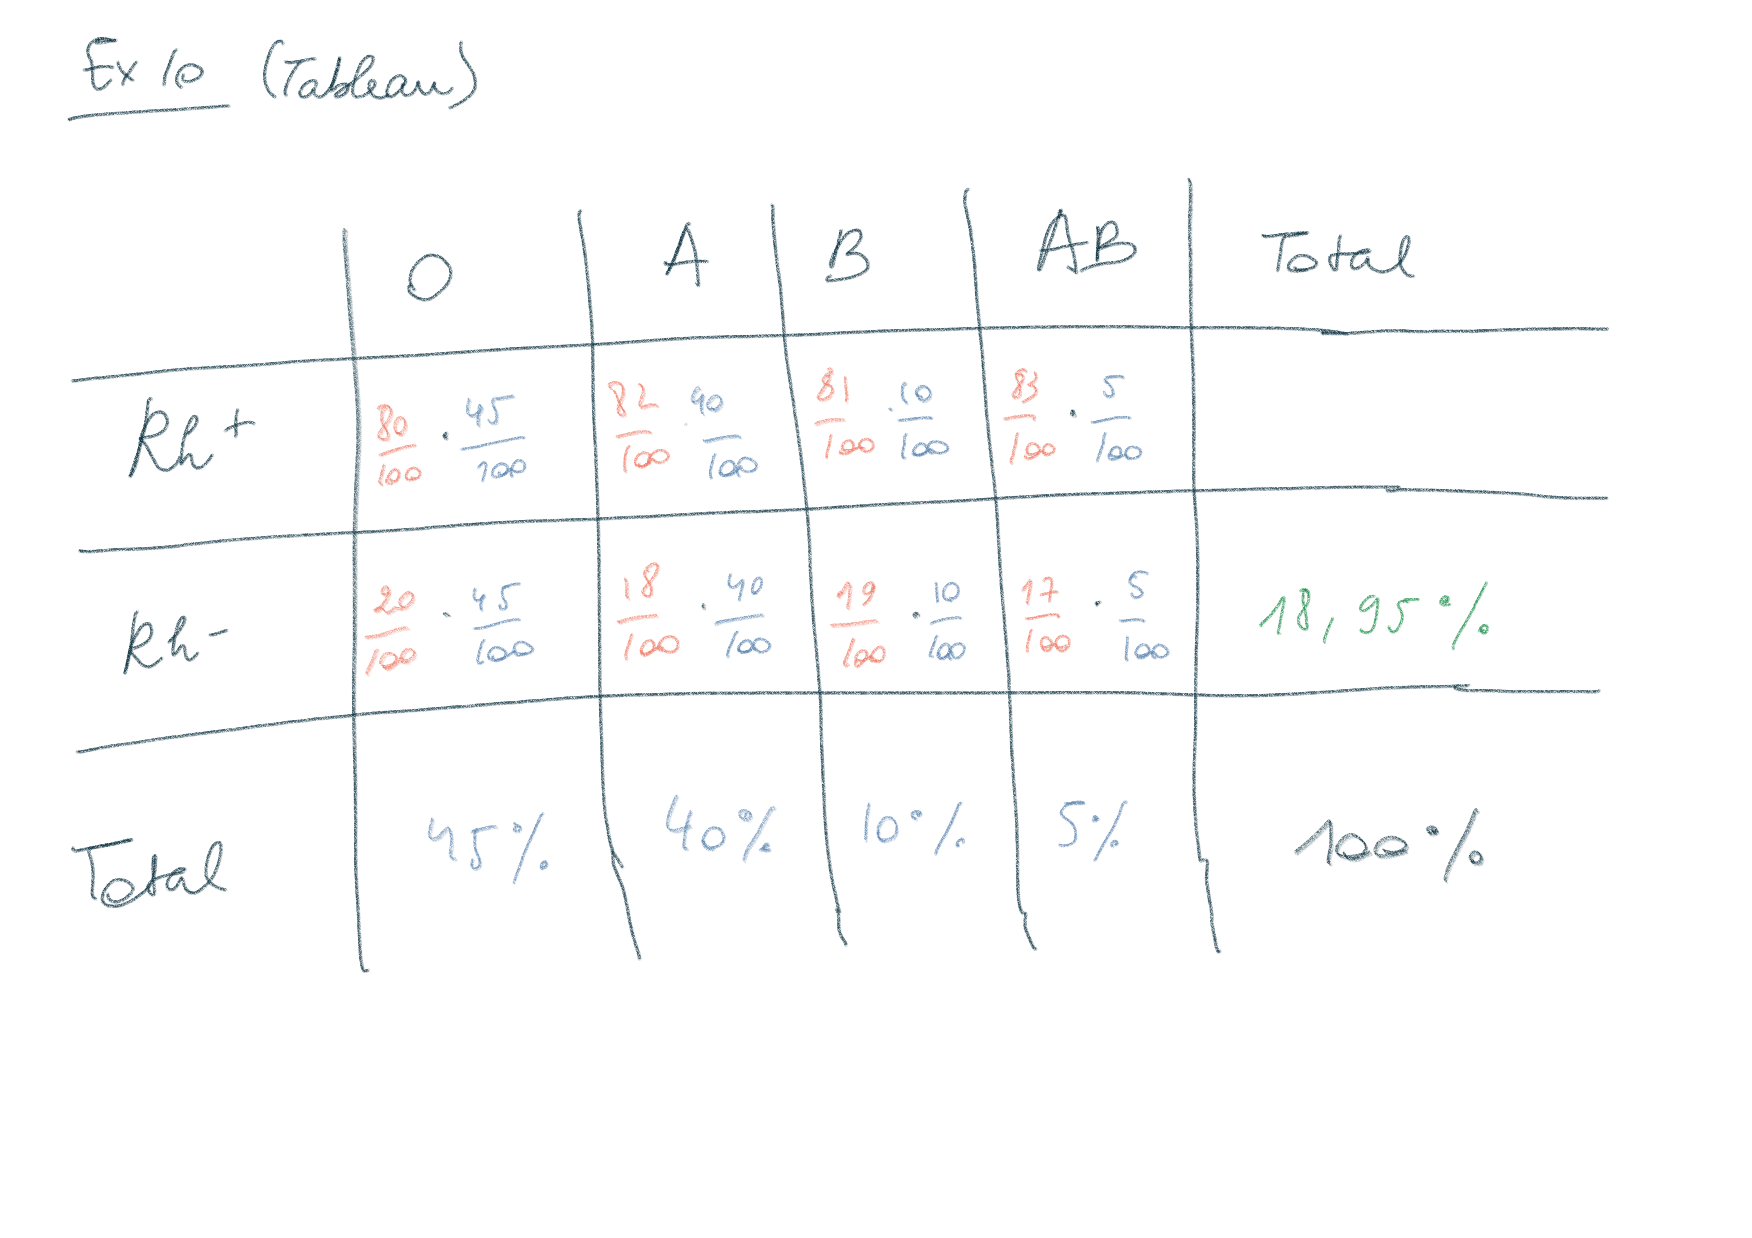 Ex 10 (Tableau)
O A B AB Total
Rh+ 80/100 · 45/100 82/100 · 40/100 81/100 · 10/100 83/100 · 5/100
Rh- 20/100 · 45/100 18/100 · 40/100 19/100 · 10/100 17/100 · 5/100 18,95%
Total 45% 40% 10% 5% 100%